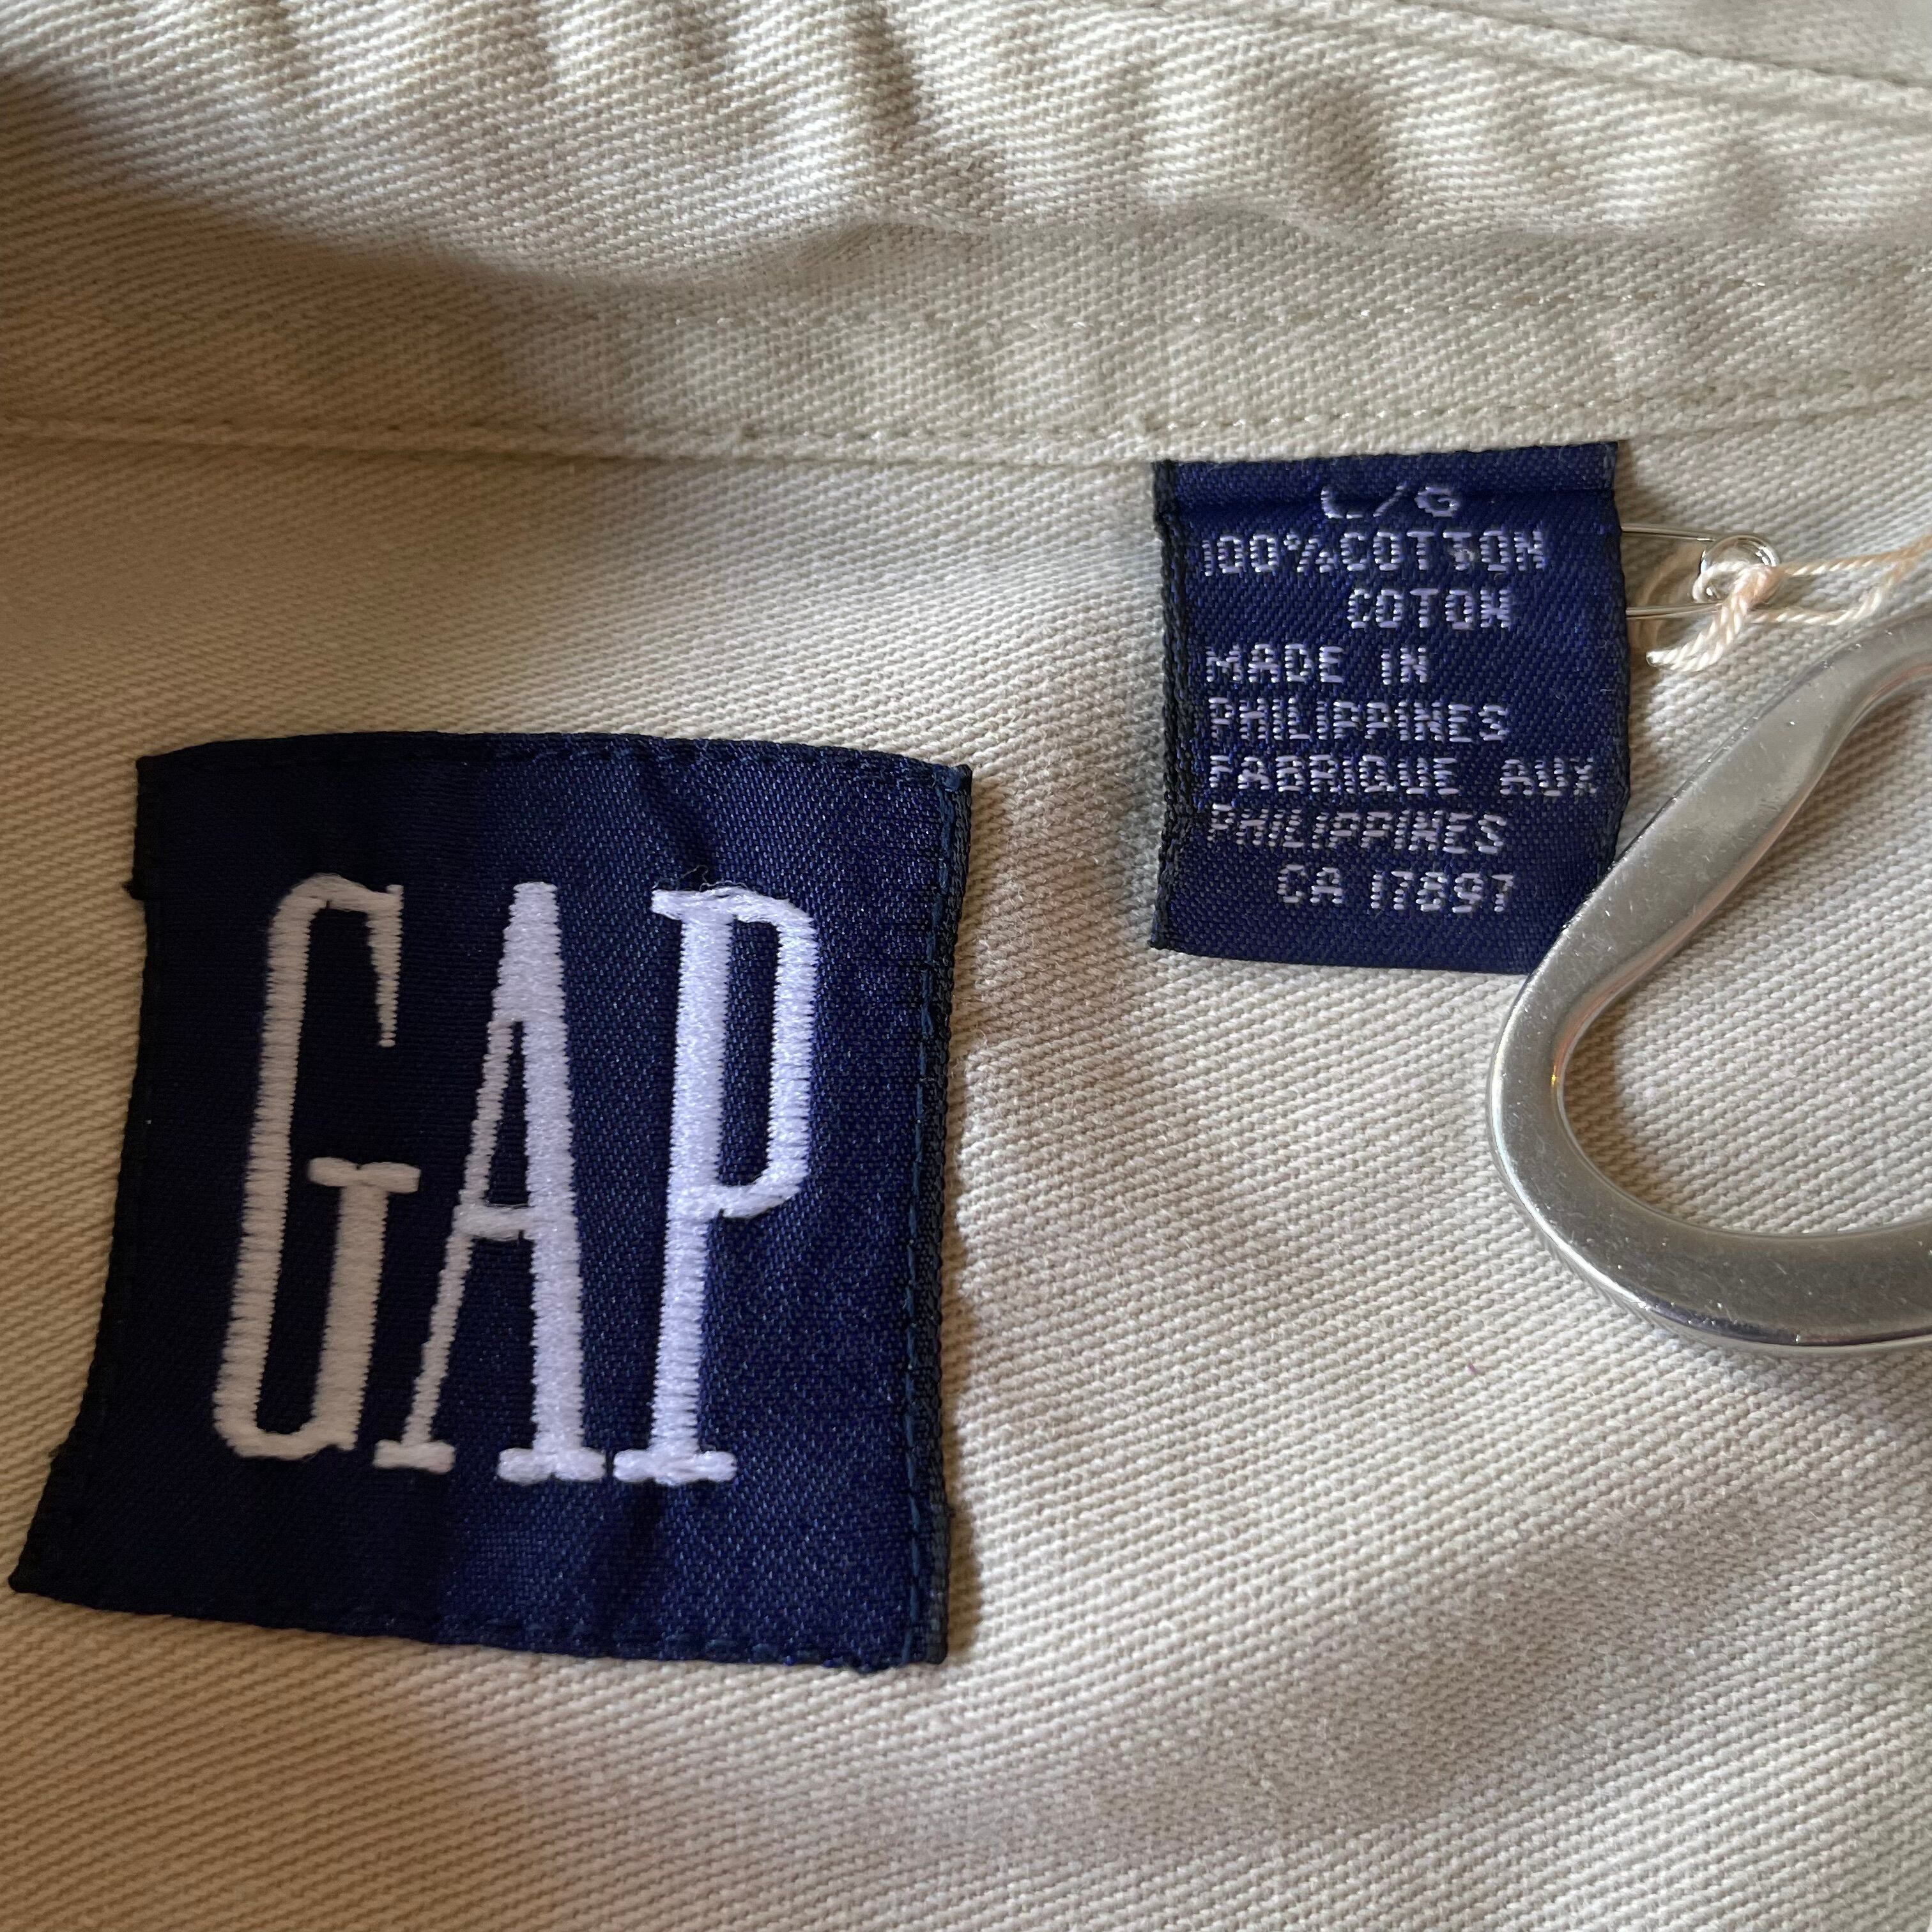 GAP
L/G
100%COTTON
COTON
MADE IN
PHILIPPINES
FABRIQUE AUX
PHILIPPINES
CA 17897